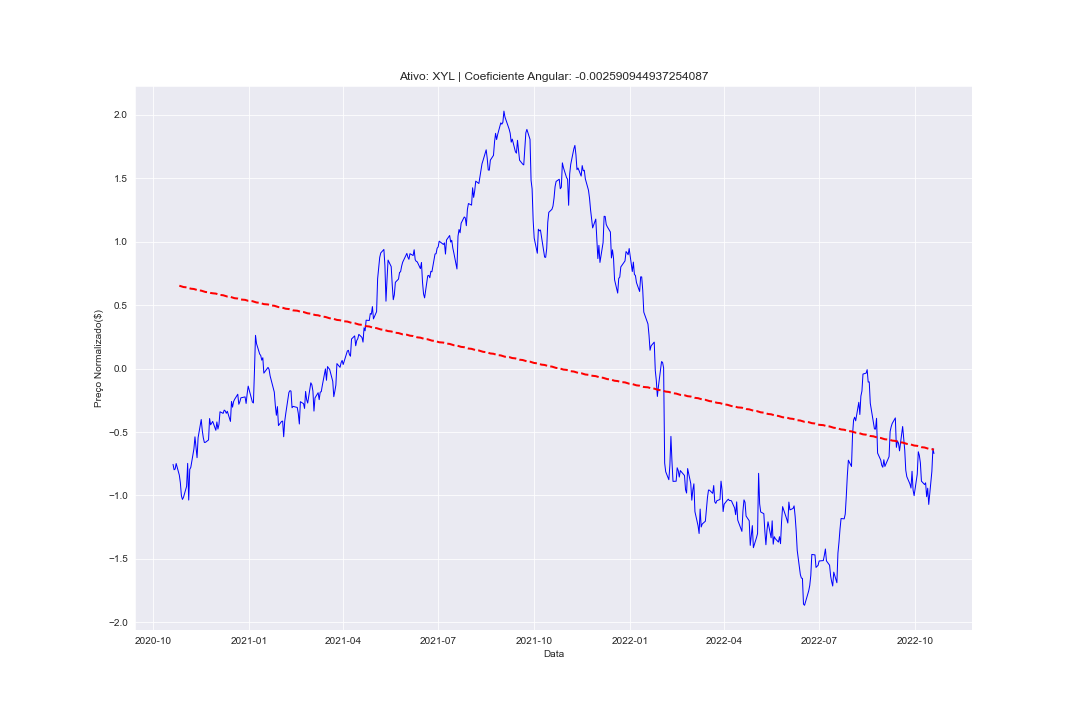 Ativo: XYL | Coeficiente Angular: -0.002590944937254087
2.0
1.5
1.0
0.5
0.0
−0.5
−1.0
−1.5
−2.0
Preço Normalizado($)
2020-10 2021-01 2021-04 2021-07 2021-10 2022-01 2022-04 2022-07 2022-10
Data